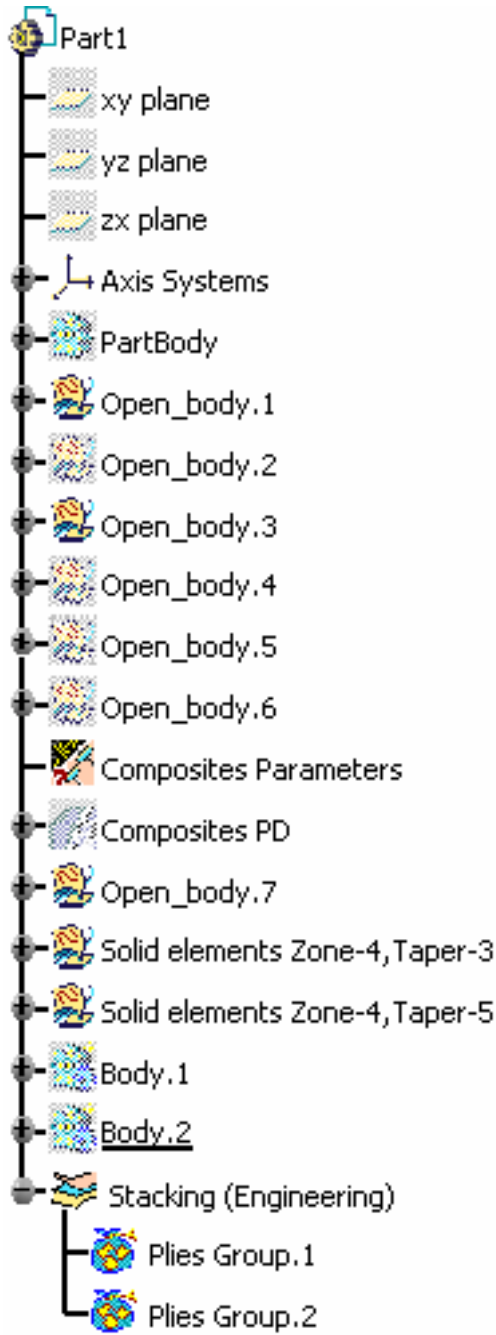 Part1
xy plane
yz plane
zx plane
Axis Systems
PartBody
Open_body.1
Open_body.2
Open_body.3
Open_body.4
Open_body.5
Open_body.6
Composites Parameters
Composites PD
Open_body.7
Solid elements Zone-4,Taper-3
Solid elements Zone-4,Taper-5
Body.1
Body.2
Stacking (Engineering)
Plies Group.1
Plies Group.2